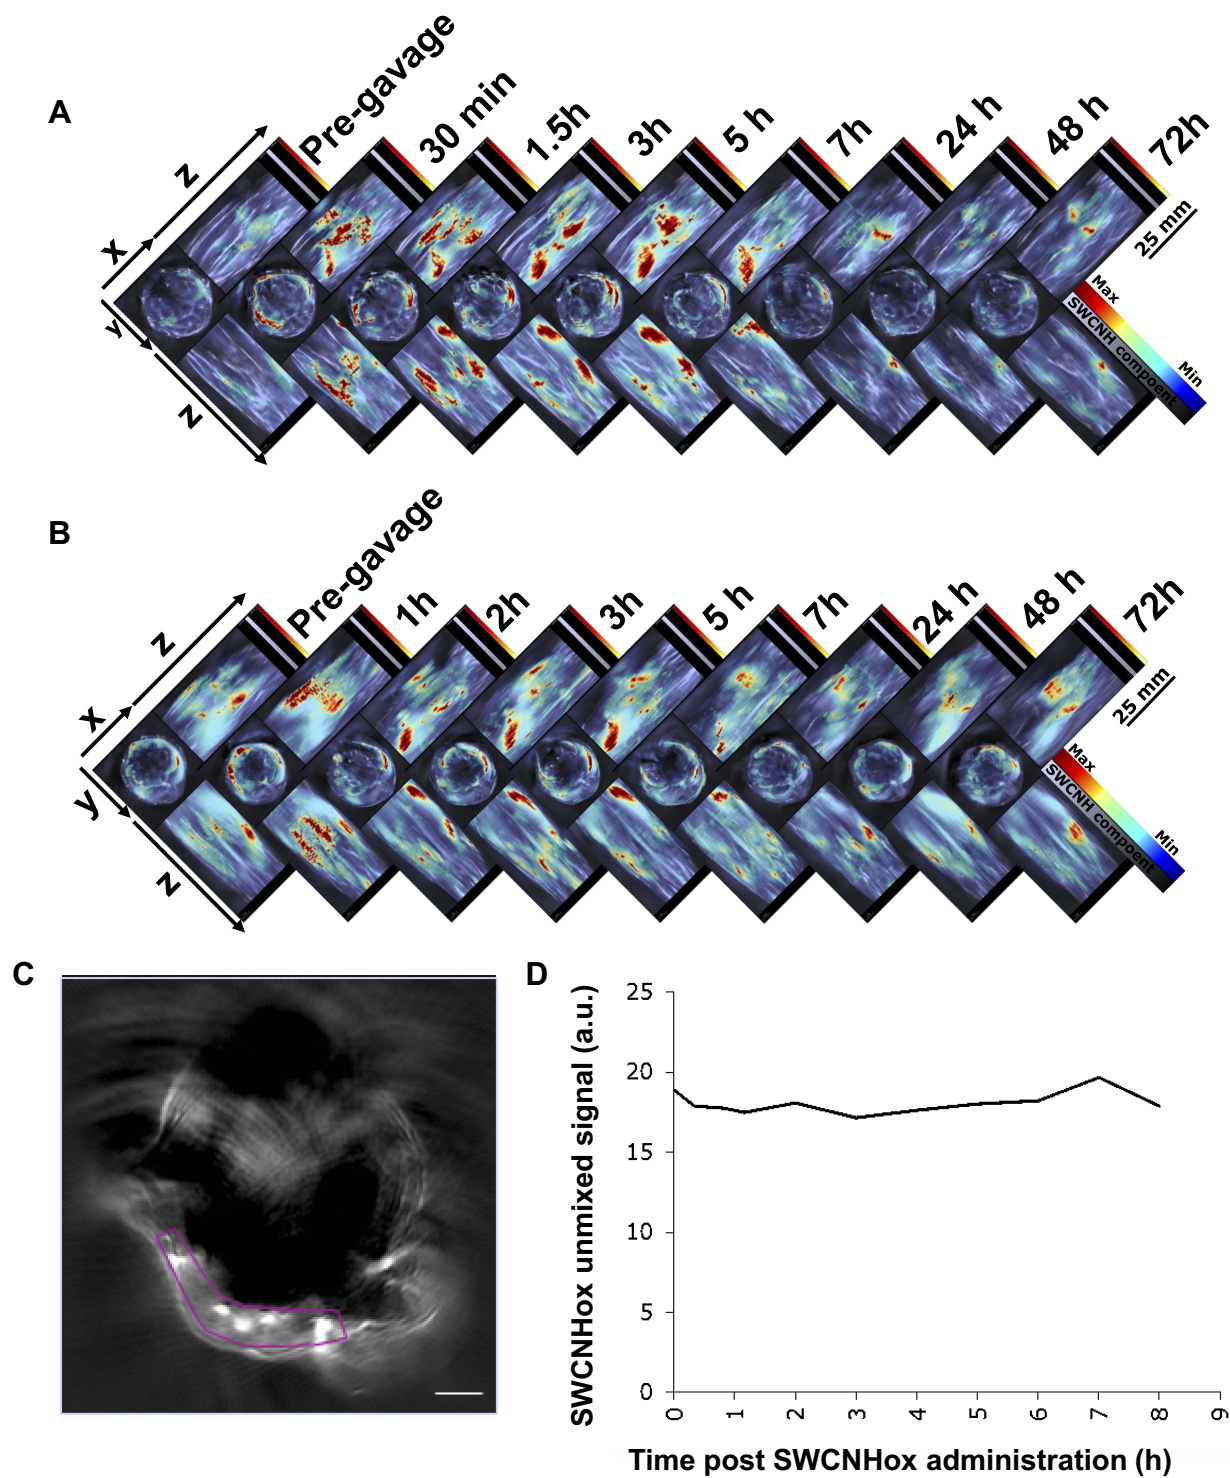 A
Pre-gavage
30 min
1.5h
3h
5 h
7h
24 h
48 h
72h
z
x
y
z
25 mm
Max
SWCNH compoent
Min
B
Pre-gavage
1h
2h
3h
5 h
7h
24 h
48 h
72h
z
x
y
z
25 mm
Max
SWCNH compoent
Min
C
D
SWCNHox unmixed signal (a.u.)
25
20
15
10
5
0
0 1 2 3 4 5 6 7 8 9
Time post SWCNHox administration (h)